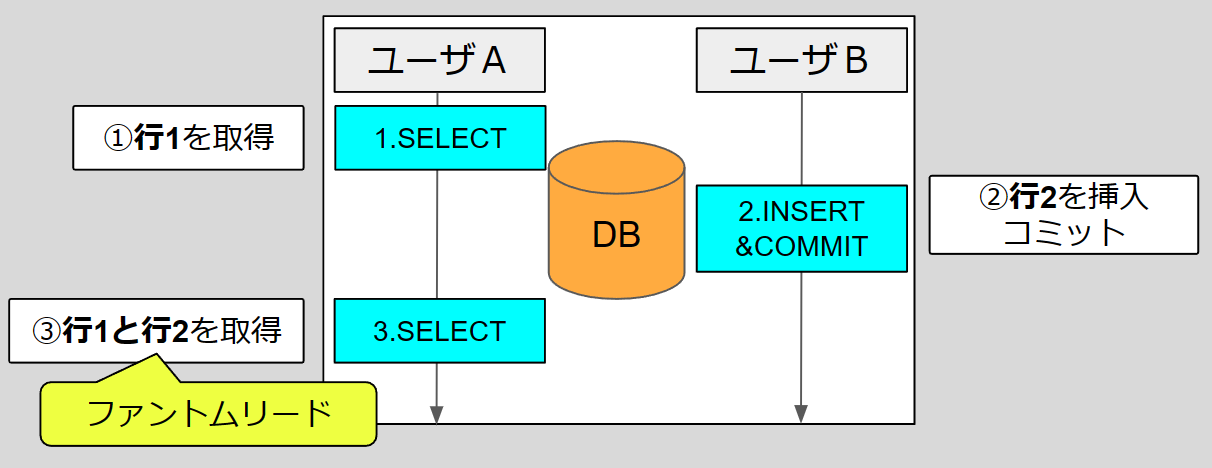 ユーザA
ユーザB
①行1を取得
1.SELECT
DB
2.INSERT
&COMMIT
②行2を挿入
コミット
③行1と行2を取得
3.SELECT
ファントムリード